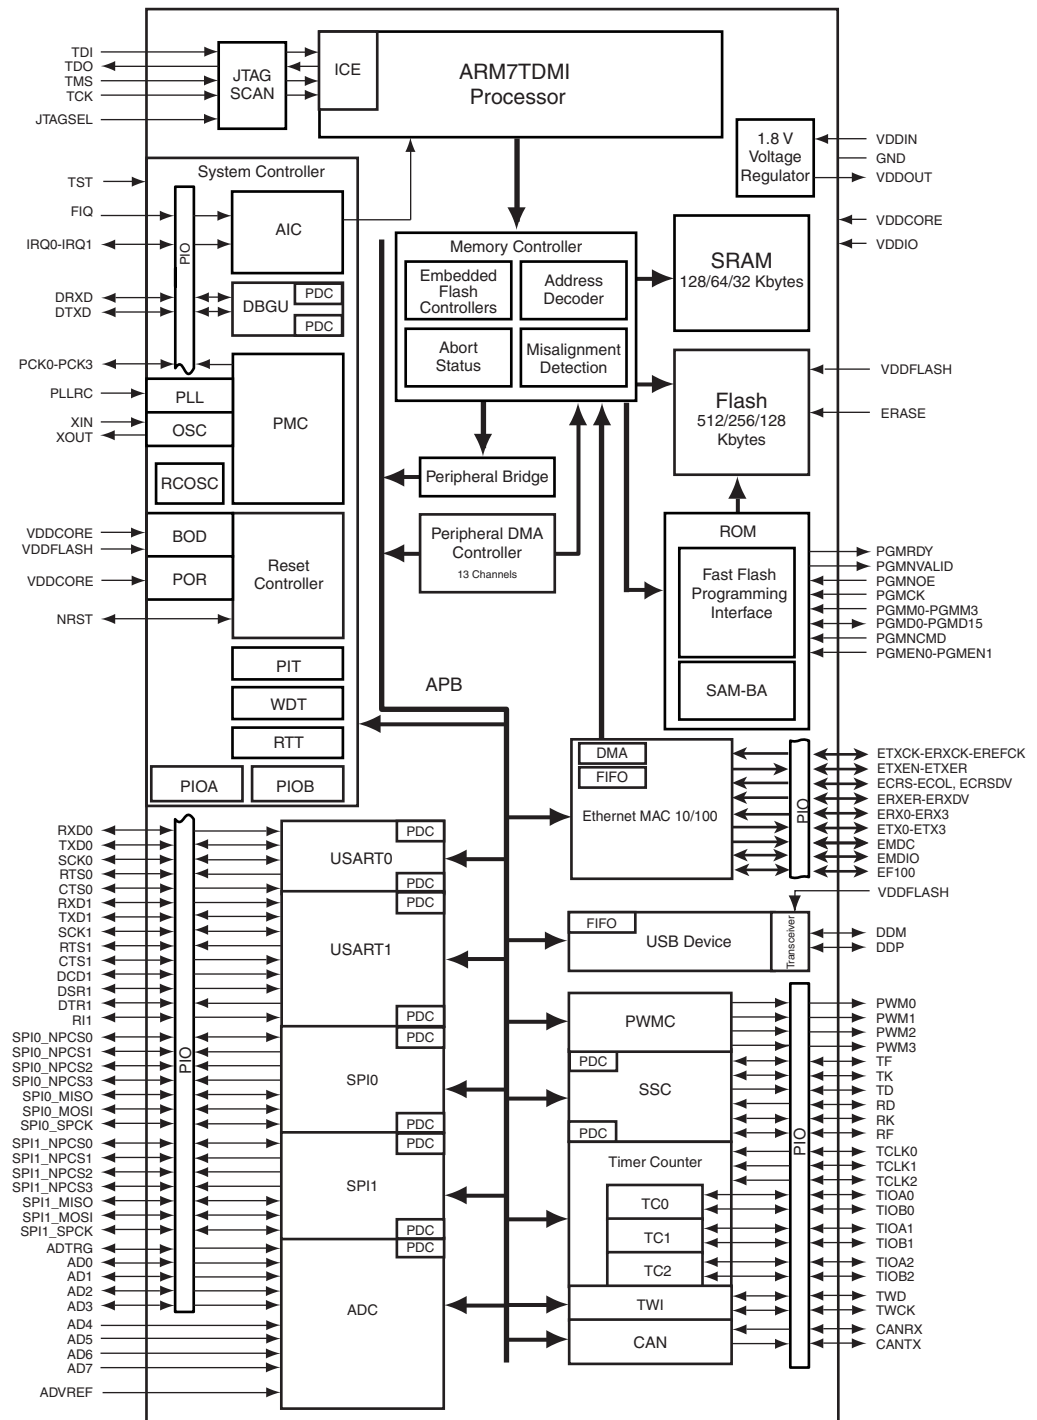 TDI
TDO
TMS
TCK
JTAGSEL
JTAG
SCAN
ICE
ARM7TDMI
Processor
1.8 V
Voltage
Regulator
VDDIN
GND
VDDOUT
VDDCORE
VDDIO
System Controller
TST
FIQ
IRQ0-IRQ1
PIO
AIC
DRXD
DTXD
DBGU
PDC
PDC
PCK0-PCK3
PLLRC
PLL
XIN
XOUT
OSC
PMC
RCOSC
VDDCORE
VDDFLASH
BOD
VDDCORE
POR
Reset
Controller
NRST
PIT
WDT
RTT
PIOA
PIOB
Memory Controller
Embedded
Flash
Controllers
Address
Decoder
Abort
Status
Misalignment
Detection
SRAM
128/64/32 Kbytes
Flash
512/256/128
Kbytes
VDDFLASH
ERASE
Peripheral Bridge
Peripheral DMA
Controller
13 Channels
ROM
Fast Flash
Programming
Interface
SAM-BA
PGMRDY
PGMNVALID
PGMNOE
PGMCK
PGMM0-PGMM3
PGMD0-PGMD15
PGMNCMD
PGMEN0-PGMEN1
APB
DMA
FIFO
Ethernet MAC 10/100
PIO
ETXCK-ERXCK-EREFCK
ETXEN-ETXER
ECRS-ECOL, ECRSDV
ERXER-ERXDV
ERX0-ERX3
ETX0-ETX3
EMDC
EMDIO
EF100
VDDFLASH
FIFO
USB Device
Transceiver
DDM
DDP
RXD0
TXD0
SCK0
RTS0
CTS0
RXD1
TXD1
SCK1
RTS1
CTS1
DCD1
DSR1
DTR1
RI1
SPI0_NPCS0
SPI0_NPCS1
SPI0_NPCS2
SPI0_NPCS3
SPI0_MISO
SPI0_MOSI
SPI0_SPCK
SPI1_NPCS0
SPI1_NPCS1
SPI1_NPCS2
SPI1_NPCS3
SPI1_MISO
SPI1_MOSI
SPI1_SPCK
ADTRG
AD0
AD1
AD2
AD3
AD4
AD5
AD6
AD7
ADVREF
PIO
PDC
USART0
PDC
PDC
USART1
PDC
PDC
SPI0
PDC
PDC
SPI1
PDC
PDC
ADC
PWMC
PDC
SSC
PDC
Timer Counter
TC0
TC1
TC2
TWI
CAN
PIO
PWM0
PWM1
PWM2
PWM3
TF
TK
TD
RD
RK
RF
TCLK0
TCLK1
TCLK2
TIOA0
TIOB0
TIOA1
TIOB1
TIOA2
TIOB2
TWD
TWCK
CANRX
CANTX